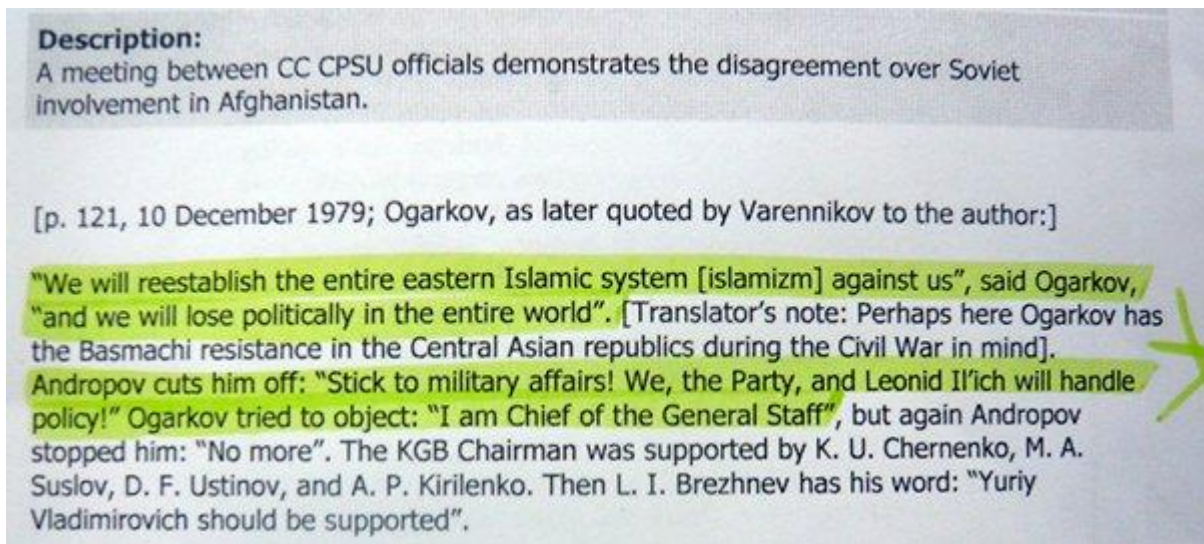 Description:
A meeting between CC CPSU officials demonstrates the disagreement over Soviet
involvement in Afghanistan.
[p. 121, 10 December 1979; Ogarkov, as later quoted by Varennikov to the author:]
"We will reestablish the entire eastern Islamic system [islamizm] against us", said Ogarkov,
"and we will lose politically in the entire world". [Translator's note: Perhaps here Ogarkov has
the Basmachi resistance in the Central Asian republics during the Civil War in mind].
Andropov cuts him off: "Stick to military affairs! We, the Party, and Leonid Il'ich will handle
policy!" Ogarkov tried to object: "I am Chief of the General Staff", but again Andropov
stopped him: "No more". The KGB Chairman was supported by K. U. Chernenko, M. A.
Suslov, D. F. Ustinov, and A. P. Kirilenko. Then L. I. Brezhnev has his word: "Yuriy
Vladimirovich should be supported".